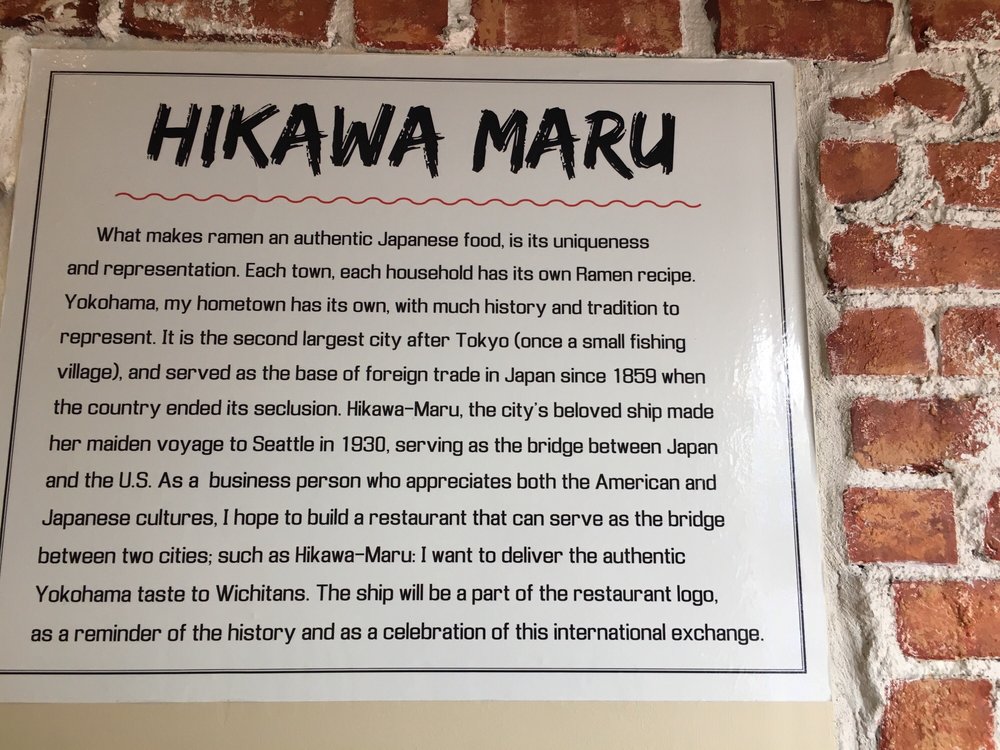 HIKAWA MARU
What makes ramen an authentic Japanese food, is its uniqueness
and representation. Each town, each household has its own Ramen recipe.
Yokohama, my hometown has its own, with much history and tradition to
represent. It is the second largest city after Tokyo (once a small fishing
village), and served as the base of foreign trade in Japan since 1859 when
the country ended its seclusion. Hikawa-Maru, the city's beloved ship made
her maiden voyage to Seattle in 1930, serving as the bridge between Japan
and the U.S. As a business person who appreciates both the American and
Japanese cultures, I hope to build a restaurant that can serve as the bridge
between two cities; such as Hikawa-Maru: I want to deliver the authentic
Yokohama taste to Wichitans. The ship will be a part of the restaurant logo,
as a reminder of the history and as a celebration of this international exchange.